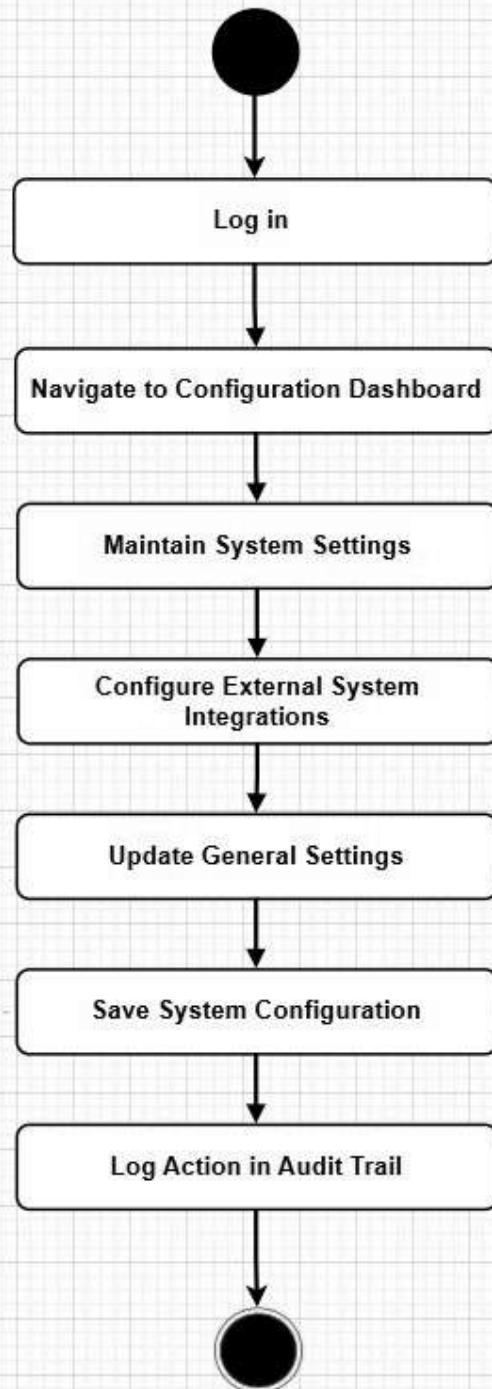 Log in
Navigate to Configuration Dashboard
Maintain System Settings
Configure External System
Integrations
Update General Settings
Save System Configuration
Log Action in Audit Trail